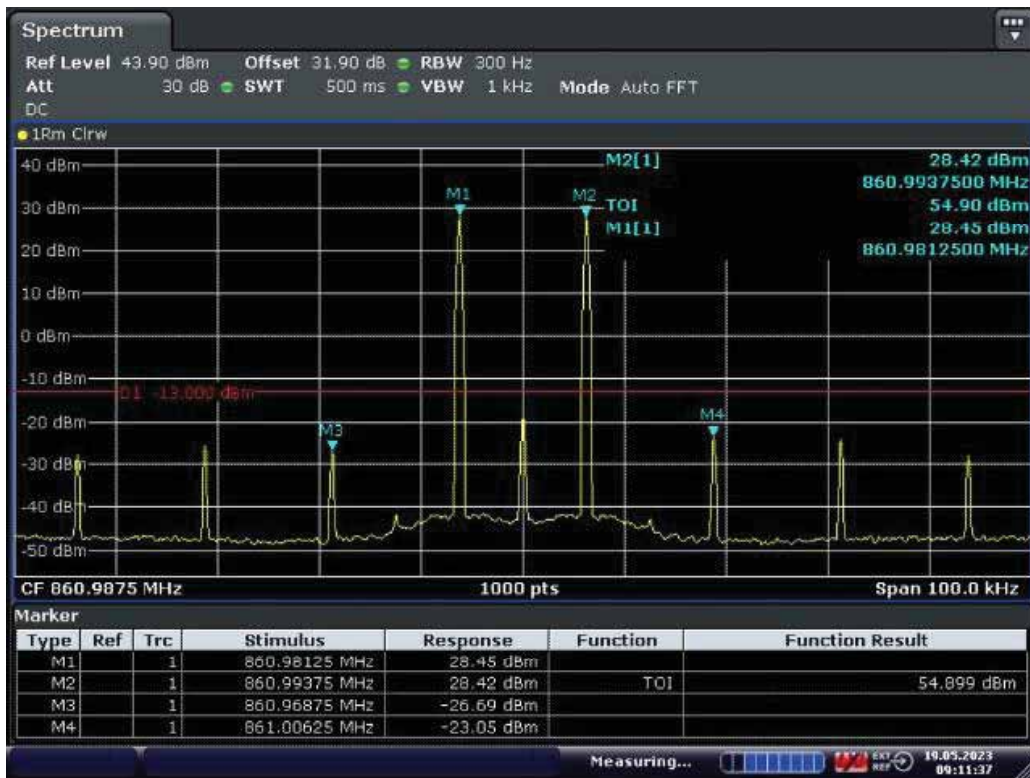 Spectrum
Ref Level 43.90 dBm Offset 31.90 dB RBW 300 Hz
Att 30 dB SWT 500 ms VBW 1 kHz Mode Auto FFT
DC
1Rm Clrw
40 dBm M2[1] 28.42 dBm
860.9937500 MHz
M1 M2
30 dBm TOI 54.90 dBm
M1[1] 28.45 dBm
20 dBm 860.9812500 MHz
10 dBm
0 dBm
-10 dBm
D1 -13.000 dBm
M4
-20 dBm
M3
-30 dBm
-40 dBm
-50 dBm
CF 860.9875 MHz 1000 pts Span 100.0 kHz
Marker
Type Ref Trc Stimulus Response Function Function Result
M1 1 860.98125 MHz 28.45 dBm
M2 1 860.99375 MHz 28.42 dBm TOI 54.899 dBm
M3 1 860.96875 MHz -26.69 dBm
M4 1 861.00625 MHz -23.05 dBm
Measuring... EXT REF 19.05.2023
09:11:37